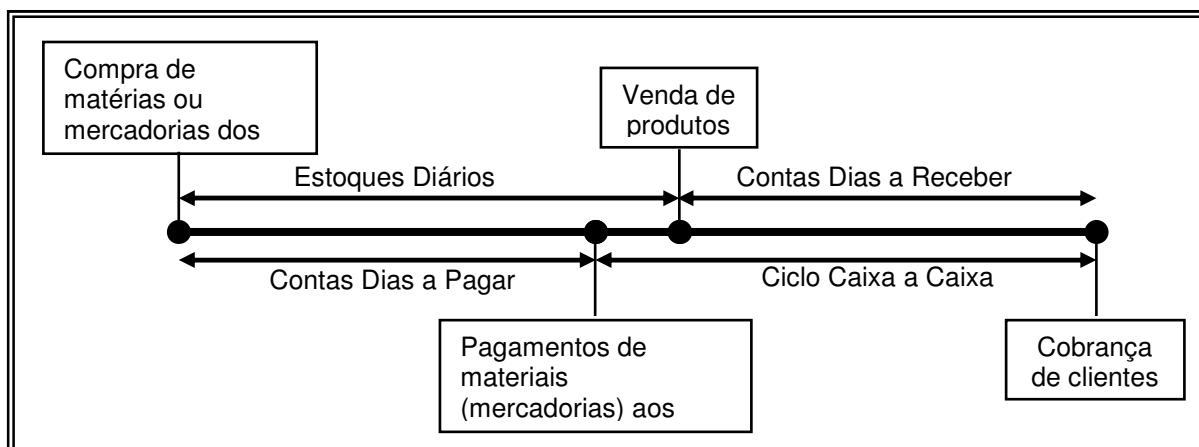 Compra de
matérias ou
mercadorias dos
Venda de
produtos
Estoques Diários
Contas Dias a Receber
Contas Dias a Pagar
Ciclo Caixa a Caixa
Pagamentos de
materiais
(mercadorias) aos
Cobrança
de clientes